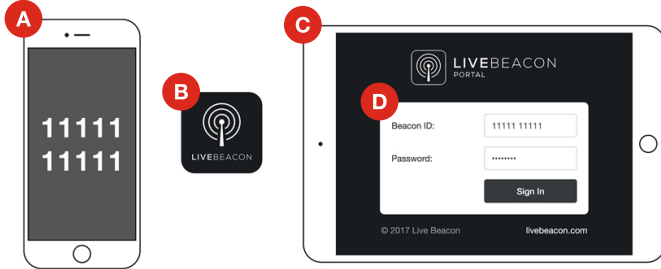 A
11111
11111
B
LIVEBEACON
C
LIVEBEACON
PORTAL
D
Beacon ID: 11111 11111
Password: ••••••••
Sign In
© 2017 Live Beacon livebeacon.com